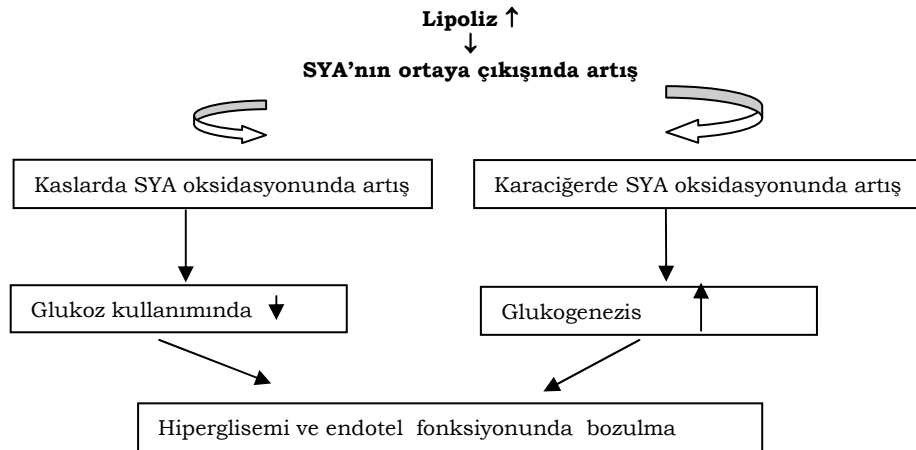 Lipoliz ↑
↓
SYA’nın ortaya çıkışında artış
Kaslarda SYA oksidasyonunda artış
Karaciğerde SYA oksidasyonunda artış
Glukoz kullanımında ↓
Glukogenezis ↑
Hiperglisemi ve endotel fonksiyonunda bozulma